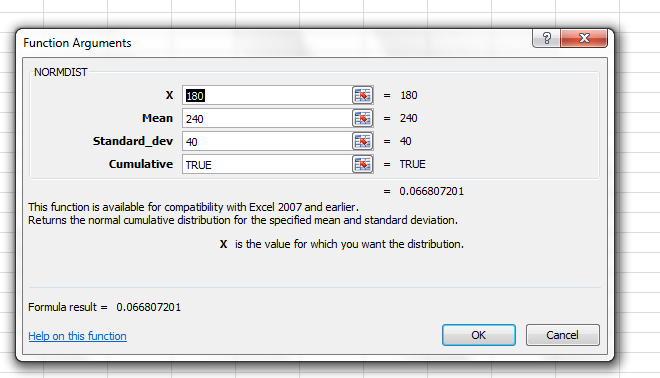 Function Arguments
NORMDIST
X 180 = 180
Mean 240 = 240
Standard_dev 40 = 40
Cumulative TRUE = TRUE
= 0.066807201
This function is available for compatibility with Excel 2007 and earlier.
Returns the normal cumulative distribution for the specified mean and standard deviation.
X is the value for which you want the distribution.
Formula result = 0.066807201
Help on this function OK Cancel